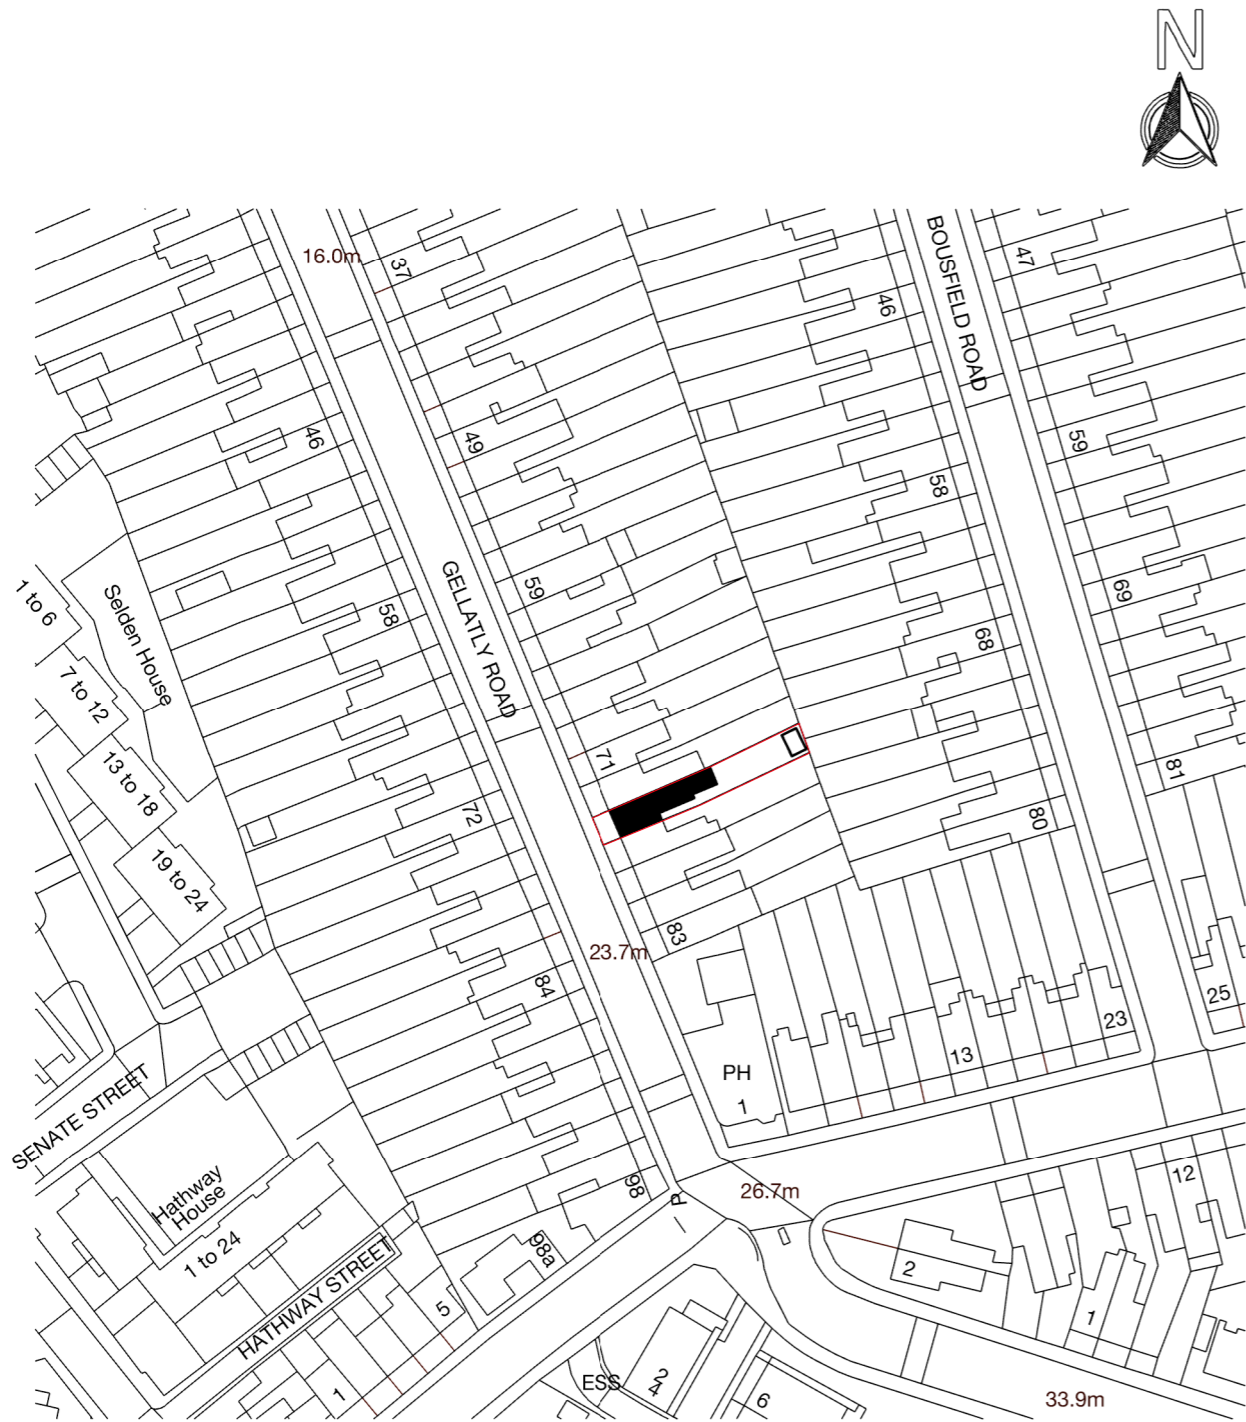 N
16.0m
37
BOUSFIELD ROAD
47
46
46
49
59
58
GELLATLY ROAD
59
69
1 to 6
Selden House
58
68
7 to 12
71
81
13 to 18
72
80
19 to 24
83
23.7m
84
25
23
13
PH
1
SENATE STREET
12
Hathway
House
98
P
26.7m
1 to 24
98a
2
HATHWAY STREET
5
1
ESS
24
6
1
33.9m